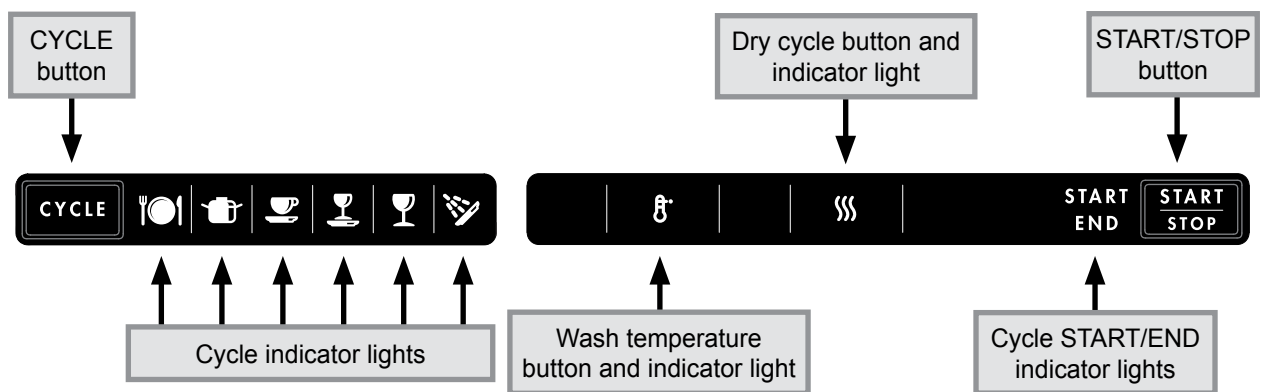 CYCLE
button
Dry cycle button and
indicator light
START/STOP
button
CYCLE
START
END
START
STOP
Cycle indicator lights
Wash temperature
button and indicator light
Cycle START/END
indicator lights